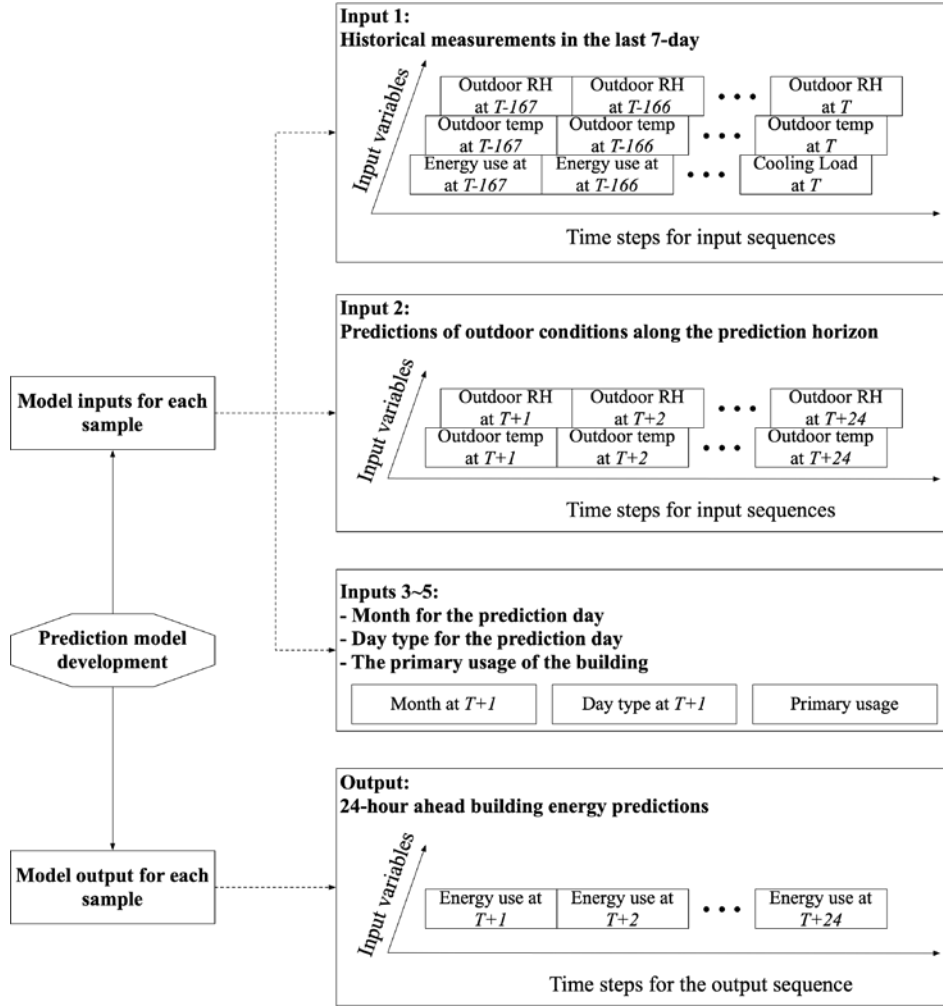 Input 1:
Historical measurements in the last 7-day
Input variables
Outdoor RH
at T-167
Outdoor RH
at T-166
• • •
Outdoor RH
at T
Outdoor temp
at T-167
Outdoor temp
at T-166
• • •
Outdoor temp
at T
Energy use at
at T-167
Energy use at
at T-166
• • •
Cooling Load
at T
Time steps for input sequences
Input 2:
Predictions of outdoor conditions along the prediction horizon
Input variables
Outdoor RH
at T+1
Outdoor RH
at T+2
• • •
Outdoor RH
at T+24
Outdoor temp
at T+1
Outdoor temp
at T+2
• • •
Outdoor temp
at T+24
Time steps for input sequences
Model inputs for each
sample
Inputs 3~5:
- Month for the prediction day
- Day type for the prediction day
- The primary usage of the building
Month at T+1
Day type at T+1
Primary usage
Prediction model
development
Output:
24-hour ahead building energy predictions
Input variables
Energy use at
T+1
Energy use at
T+2
• • •
Energy use at
T+24
Time steps for the output sequence
Model output for each
sample